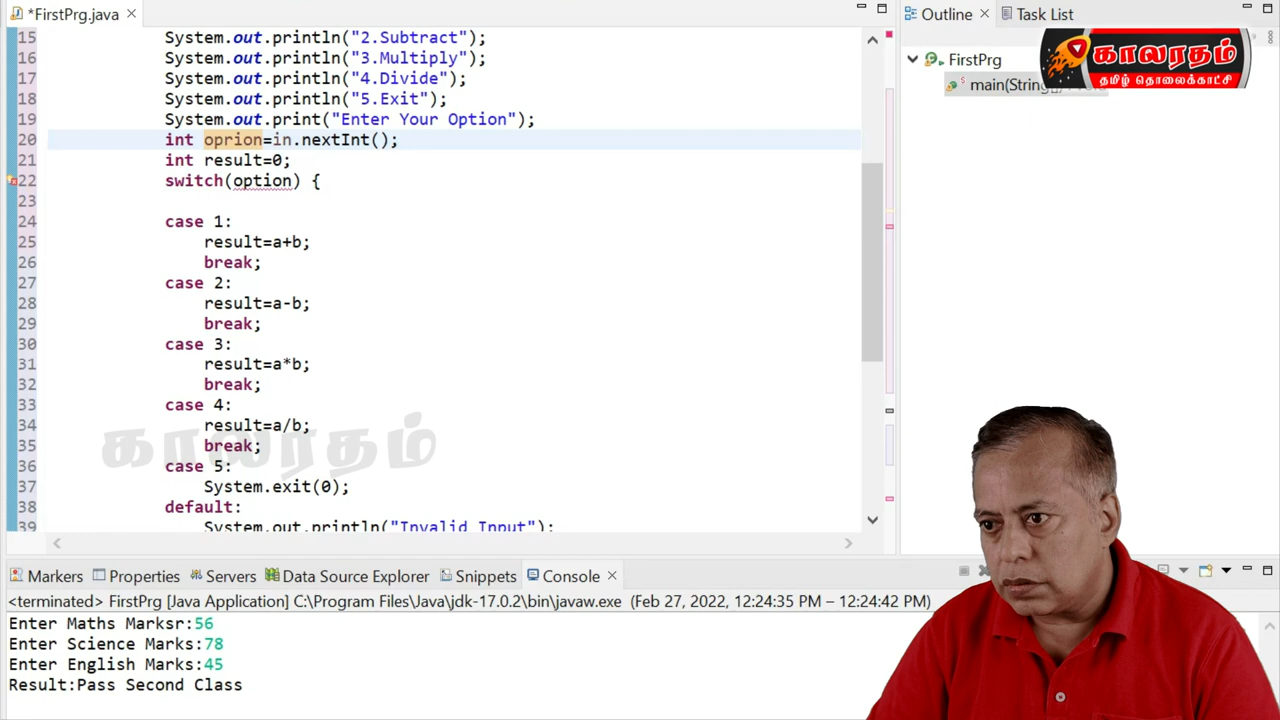 *FirstPrg.java
Outline
Task List
15 System.out.println("2.Subtract");
16 System.out.println("3.Multiply");
17 System.out.println("4.Divide");
18 System.out.println("5.Exit");
19 System.out.print("Enter Your Option");
20 int oprion=in.nextInt();
21 int result=0;
22 switch(option) {
23
24 case 1:
25 result=a+b;
26 break;
27 case 2:
28 result=a-b;
29 break;
30 case 3:
31 result=a*b;
32 break;
33 case 4:
34 result=a/b;
35 break;
36 case 5:
37 System.exit(0);
38 default:
39 System.out.println("Invalid Input");
காலரதம்
FirstPrg
main(String[]
காலரதம்
தமிழ் தொலைக்காட்சி
Markers Properties Servers Data Source Explorer Snippets Console
<terminated> FirstPrg [Java Application] C:\Program Files\Java\jdk-17.0.2\bin\javaw.exe (Feb 27, 2022, 12:24:35 PM – 12:24:42 PM)
Enter Maths Marksr:56
Enter Science Marks:78
Enter English Marks:45
Result:Pass Second Class